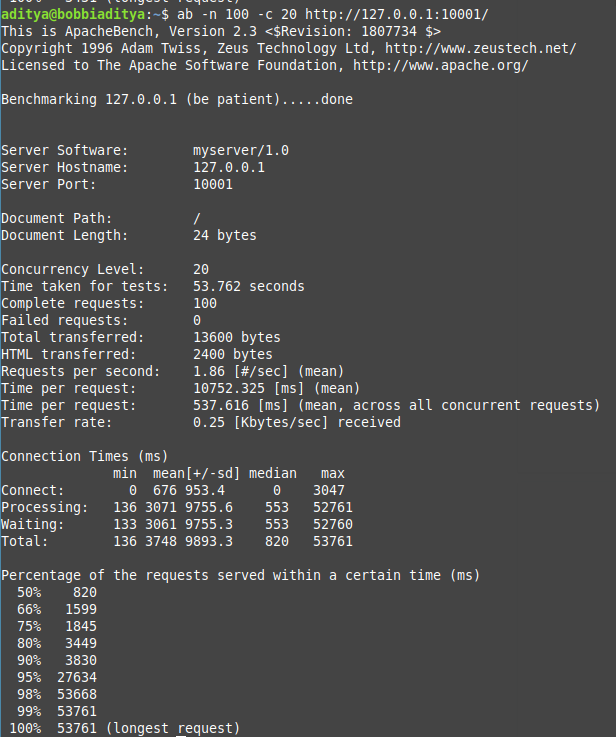 100%   3431 (longest request)
aditya@bobbiaditya:~$ ab -n 100 -c 20 http://127.0.0.1:10001/
This is ApacheBench, Version 2.3 <$Revision: 1807734 $>
Copyright 1996 Adam Twiss, Zeus Technology Ltd, http://www.zeustech.net/
Licensed to The Apache Software Foundation, http://www.apache.org/

Benchmarking 127.0.0.1 (be patient).....done


Server Software:        myserver/1.0
Server Hostname:        127.0.0.1
Server Port:            10001

Document Path:          /
Document Length:        24 bytes

Concurrency Level:      20
Time taken for tests:   53.762 seconds
Complete requests:      100
Failed requests:        0
Total transferred:      13600 bytes
HTML transferred:       2400 bytes
Requests per second:    1.86 [#/sec] (mean)
Time per request:       10752.325 [ms] (mean)
Time per request:       537.616 [ms] (mean, across all concurrent requests)
Transfer rate:          0.25 [Kbytes/sec] received

Connection Times (ms)
              min  mean[+/-sd] median   max
Connect:        0  676 953.4      0    3047
Processing:   136 3071 9755.6    553   52761
Waiting:      133 3061 9755.3    553   52760
Total:        136 3748 9893.3    820   53761

Percentage of the requests served within a certain time (ms)
  50%    820
  66%   1599
  75%   1845
  80%   3449
  90%   3830
  95%  27634
  98%  53668
  99%  53761
 100%  53761 (longest request)